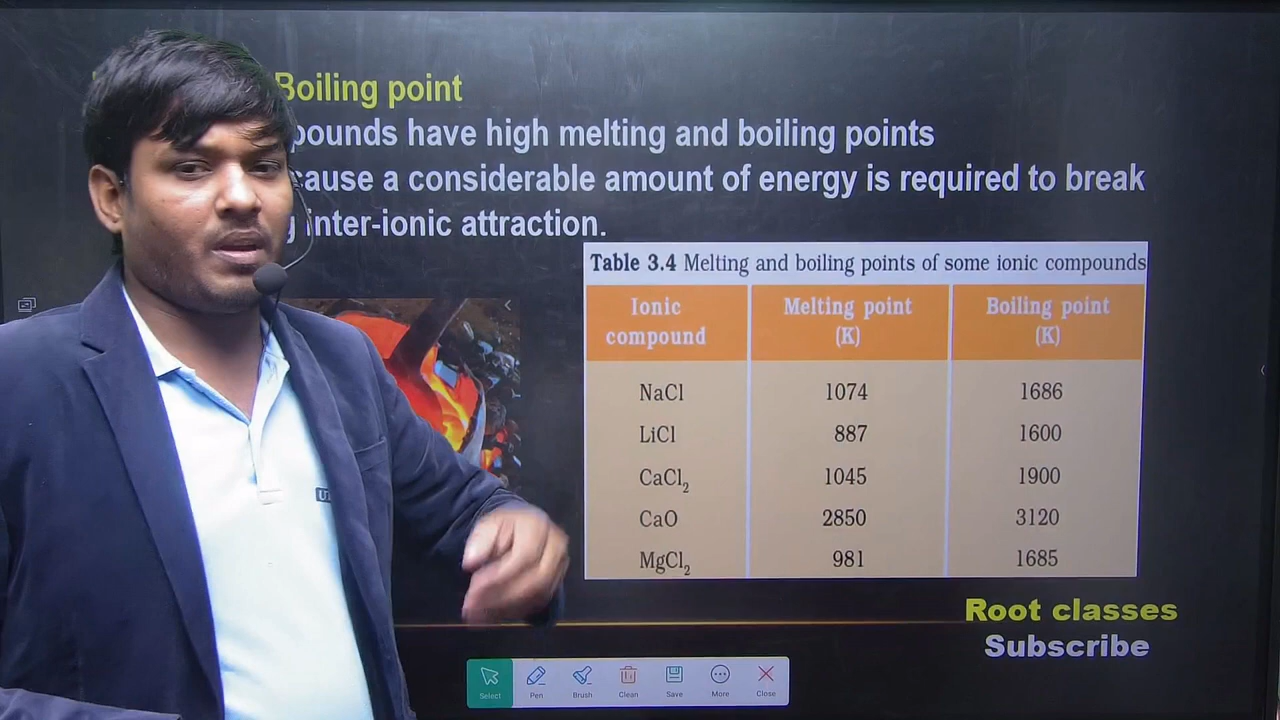 Boiling point
pounds have high melting and boiling points
cause a considerable amount of energy is required to break
g inter-ionic attraction.
Table 3.4 Melting and boiling points of some ionic compounds
Ionic compound Melting point (K) Boiling point (K)
NaCl 1074 1686
LiCl 887 1600
CaCl₂ 1045 1900
CaO 2850 3120
MgCl₂ 981 1685
Root classes
Subscribe
Select Pen Brush Clean Save More Close